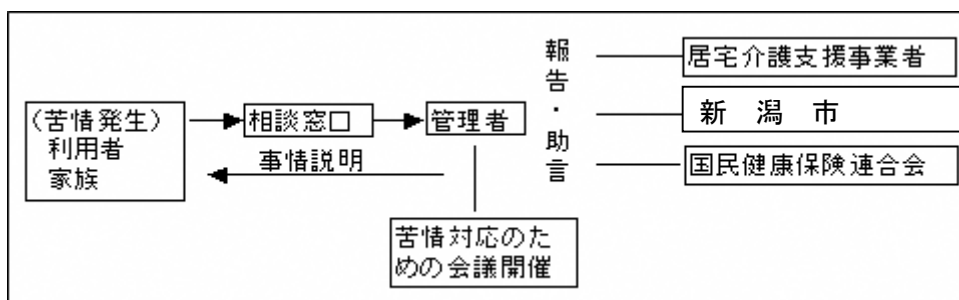 (苦情発生)
利用者
家族
相談窓口
管理者
事情説明
苦情対応のた
めの会議開催
報告・助言
居宅介護支援事業者
新潟市
国民健康保険連合会